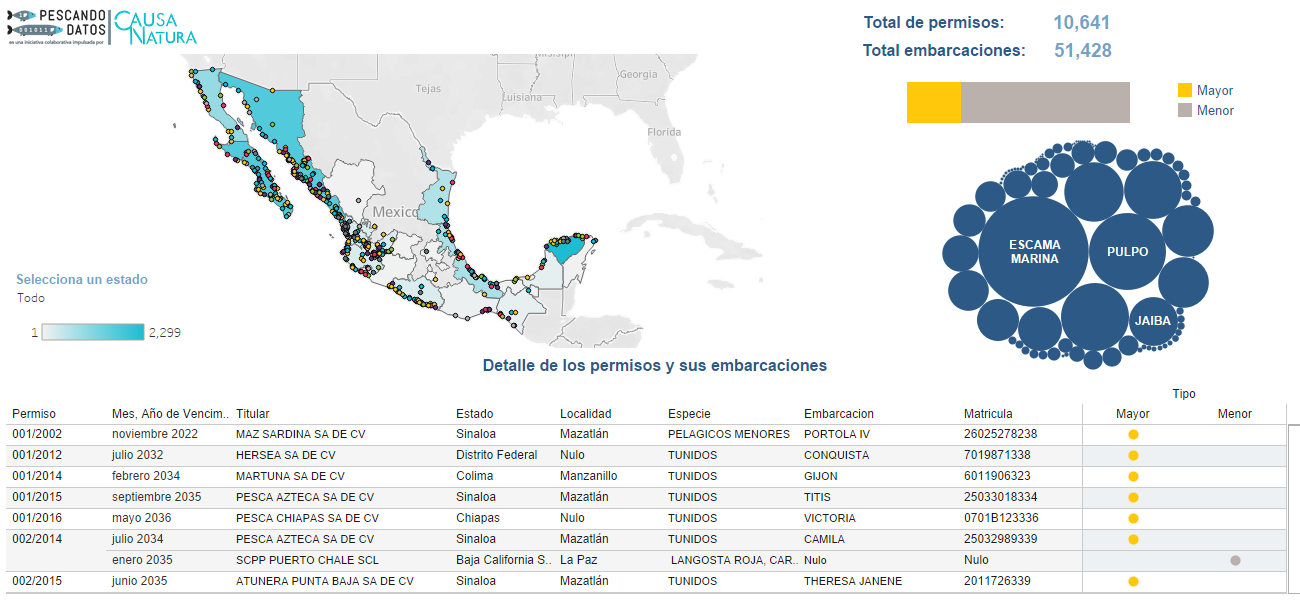 PESCANDO DATOS
001011
es una iniciativa colaborativa impulsada por
CAUSA NATURA
Total de permisos: 10,641
Total embarcaciones: 51,428
Mayor
Menor
Georgia
Texas
Luisiana
Florida
Mexico
ESCAMA MARINA
PULPO
JAIBA
Selecciona un estado
Todo
1 2,299
Detalle de los permisos y sus embarcaciones
Tipo
Permiso Mes, Año de Vencim.. Titular Estado Localidad Especie Embarcacion Matricula Mayor Menor
001/2002 noviembre 2022 MAZ SARDINA SA DE CV Sinaloa Mazatlán PELAGICOS MENORES PORTOLA IV 26025278238
001/2012 julio 2032 HERSEA SA DE CV Distrito Federal Nulo TUNIDOS CONQUISTA 7019871338
001/2014 febrero 2034 MARTUNA SA DE CV Colima Manzanillo TUNIDOS GIJON 6011906323
001/2015 septiembre 2035 PESCA AZTECA SA DE CV Sinaloa Mazatlán TUNIDOS TITIS 25033018334
001/2016 mayo 2036 PESCA CHIAPAS SA DE CV Chiapas Nulo TUNIDOS VICTORIA 0701B123336
002/2014 julio 2034 PESCA AZTECA SA DE CV Sinaloa Mazatlán TUNIDOS CAMILA 25032989339
enero 2035 SCPP PUERTO CHALE SCL Baja California S.. La Paz LANGOSTA ROJA, CAR.. Nulo Nulo
002/2015 junio 2035 ATUNERA PUNTA BAJA SA DE CV Sinaloa Mazatlán TUNIDOS THERESA JANENE 2011726339